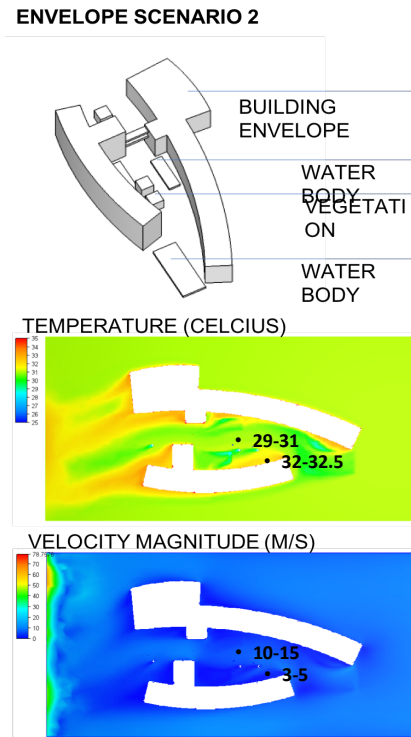 ENVELOPE SCENARIO 2
BUILDING
ENVELOPE
WATER
BODY
VEGETATI
ON
WATER
BODY
TEMPERATURE (CELCIUS)
35
34
33
32
31
30
29
28
27
26
25
29-31
32-32.5
VELOCITY MAGNITUDE (M/S)
70
60
50
40
30
20
10
0
10-15
3-5